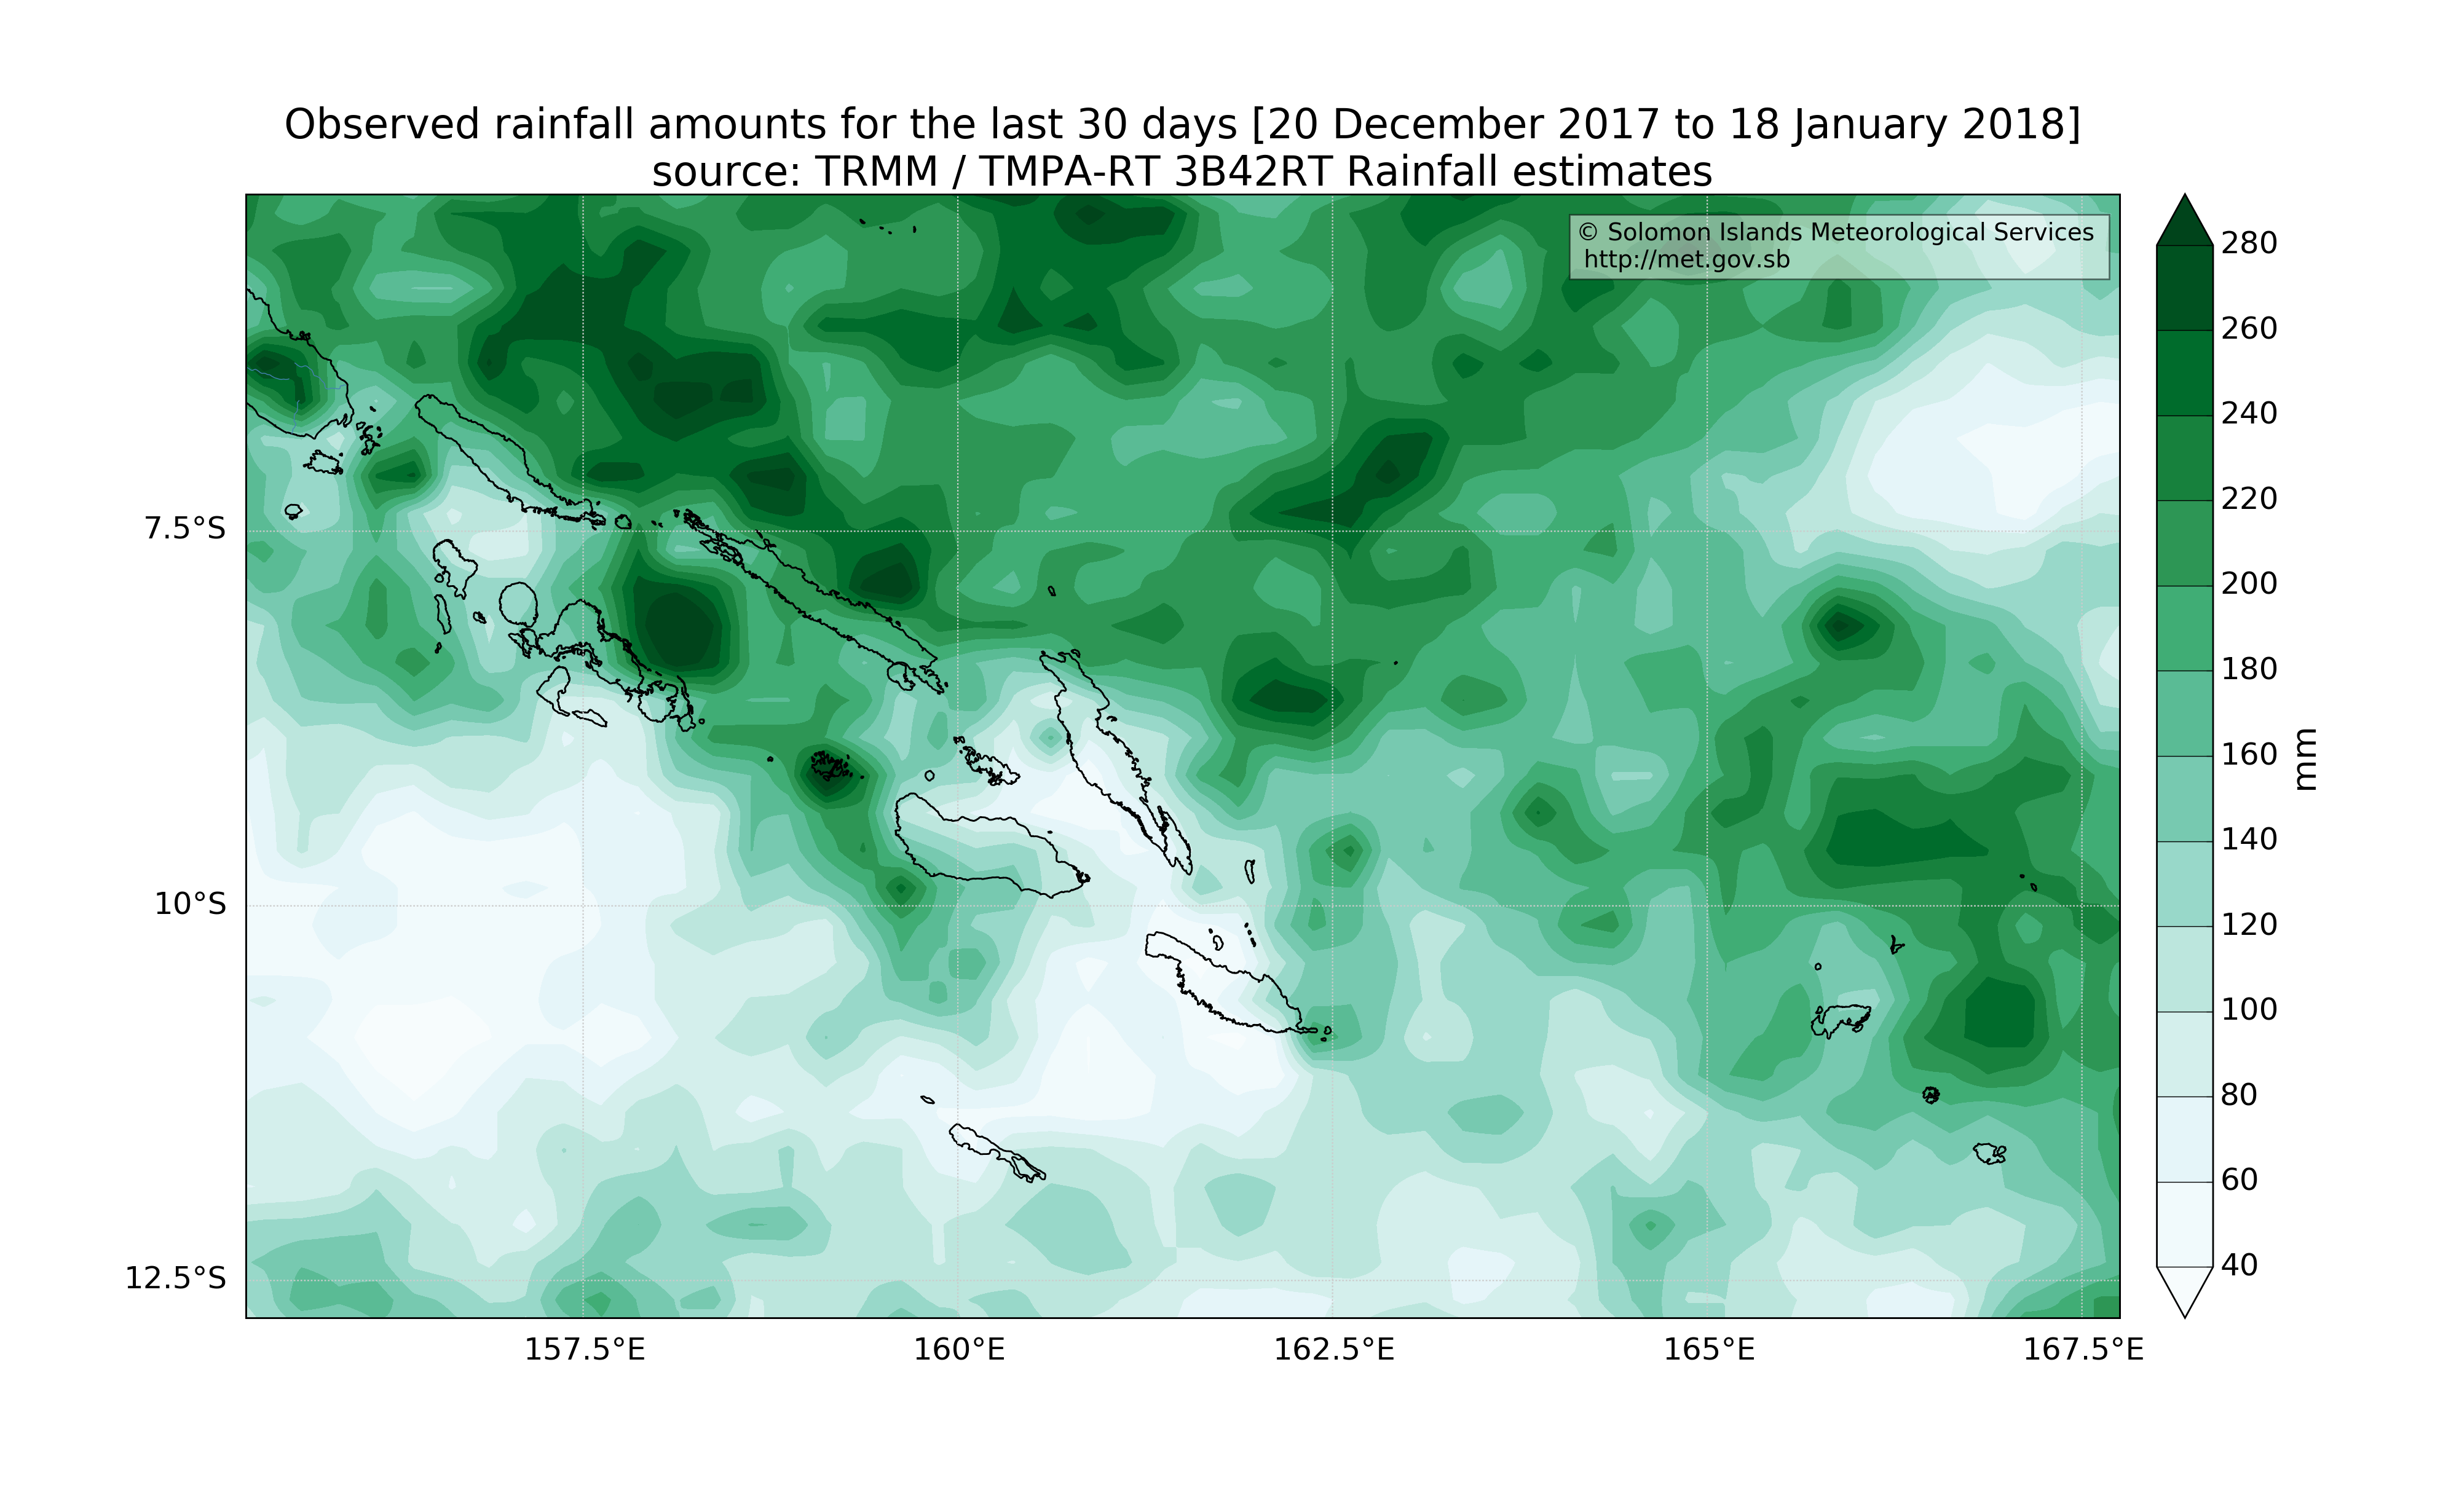 Observed rainfall amounts for the last 30 days [20 December 2017 to 18 January 2018]
source: TRMM / TMPA-RT 3B42RT Rainfall estimates
© Solomon Islands Meteorological Services
http://met.gov.sb
7.5°S
10°S
12.5°S
157.5°E
160°E
162.5°E
165°E
167.5°E
280
260
240
220
200
180
160
140
120
100
80
60
40
mm